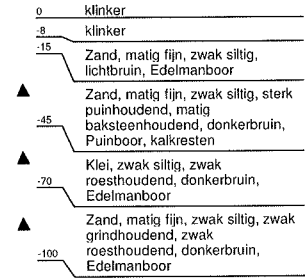 0 klinker
-8 klinker
-15
Zand, matig fijn, zwak siltig,
lichtbruin, Edelmanboor
Zand, matig fijn, zwak siltig, sterk
puinhoudend, matig
-45 baksteenhoudend, donkerbruin,
Puinboor, kalkresten
Klei, zwak siltig, zwak
-70 roesthoudend, donkerbruin,
Edelmanboor
Zand, matig fijn, zwak siltig, zwak
grindhoudend, zwak
-100 roesthoudend, donkerbruin,
Edelmanboor